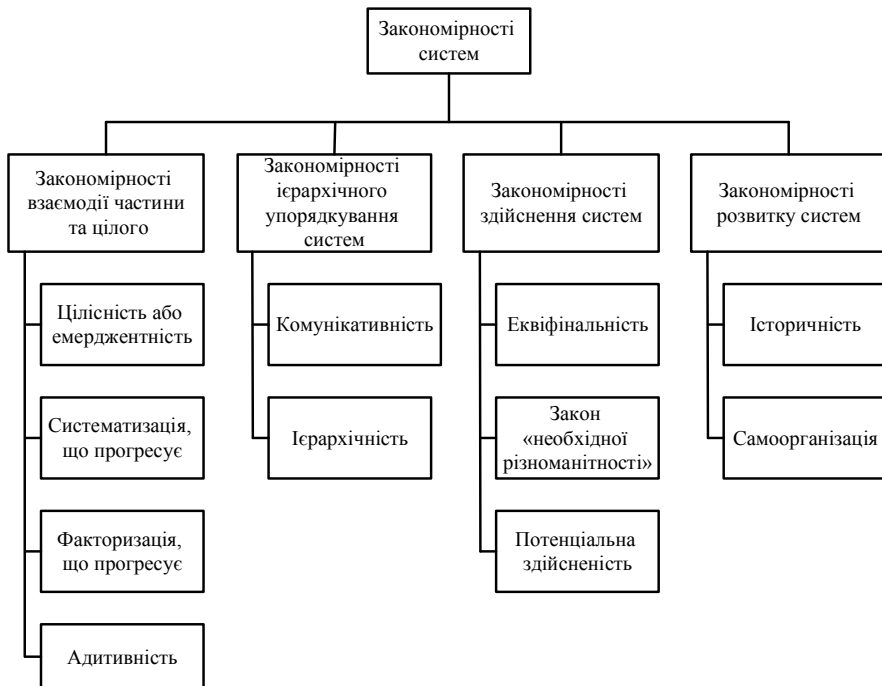 Закономірності
систем
Закономірності
взаємодії частини
та цілого
Цілісність або
емерджентність
Систематизація,
що прогресує
Факторизація,
що прогресує
Адитивність
Закономірності
ієрархічного
упорядкування
систем
Комунікативність
Ієрархічність
Закономірності
здійснення систем
Еквіфінальність
Закон
«необхідної
різноманітності»
Потенціальна
здійсненість
Закономірності
розвитку систем
Історичність
Самоорганізація